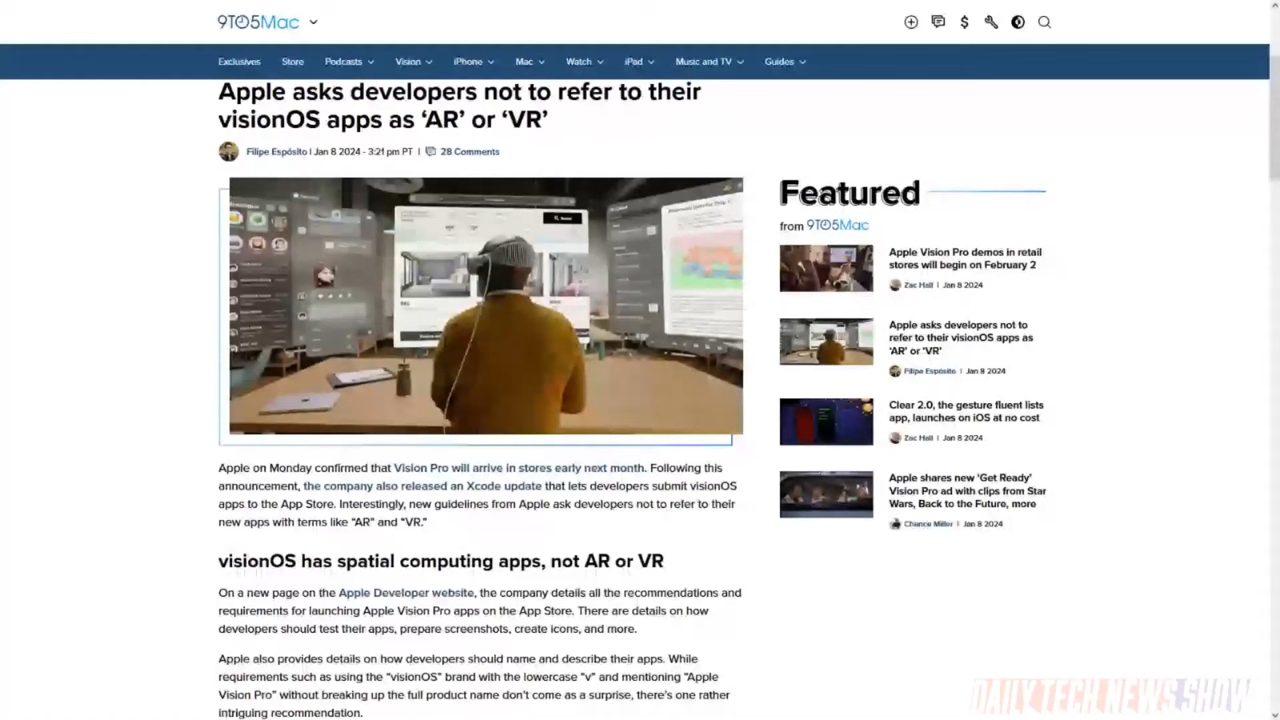 9TO5Mac
Exclusives Store Podcasts Vision iPhone Mac Watch iPad Music and TV Guides
Apple asks developers not to refer to their
visionOS apps as ‘AR’ or ‘VR’
Filipe Espósito | Jan 8 2024 - 3:21 pm PT | 28 Comments
Apple on Monday confirmed that Vision Pro will arrive in stores early next month. Following this
announcement, the company also released an Xcode update that lets developers submit visionOS
apps to the App Store. Interestingly, new guidelines from Apple ask developers not to refer to their
new apps with terms like “AR” and “VR.”
visionOS has spatial computing apps, not AR or VR
On a new page on the Apple Developer website, the company details all the recommendations and
requirements for launching Apple Vision Pro apps on the App Store. There are details on how
developers should test their apps, prepare screenshots, create icons, and more.
Apple also provides details on how developers should name and describe their apps. While
requirements such as using the “visionOS” brand with the lowercase “v” and mentioning “Apple
Vision Pro” without breaking up the full product name don’t come as a surprise, there’s one rather
intriguing recommendation.
Featured
from 9TO5Mac
Apple Vision Pro demos in retail
stores will begin on February 2
Zac Hall | Jan 8 2024
Apple asks developers not to
refer to their visionOS apps as
‘AR’ or ‘VR’
Filipe Espósito | Jan 8 2024
Clear 2.0, the gesture fluent lists
app, launches on iOS at no cost
Zac Hall | Jan 8 2024
Apple shares new ‘Get Ready’
Vision Pro ad with clips from Star
Wars, Back to the Future, more
Chance Miller | Jan 8 2024
DAILY TECH NEWS SHOW